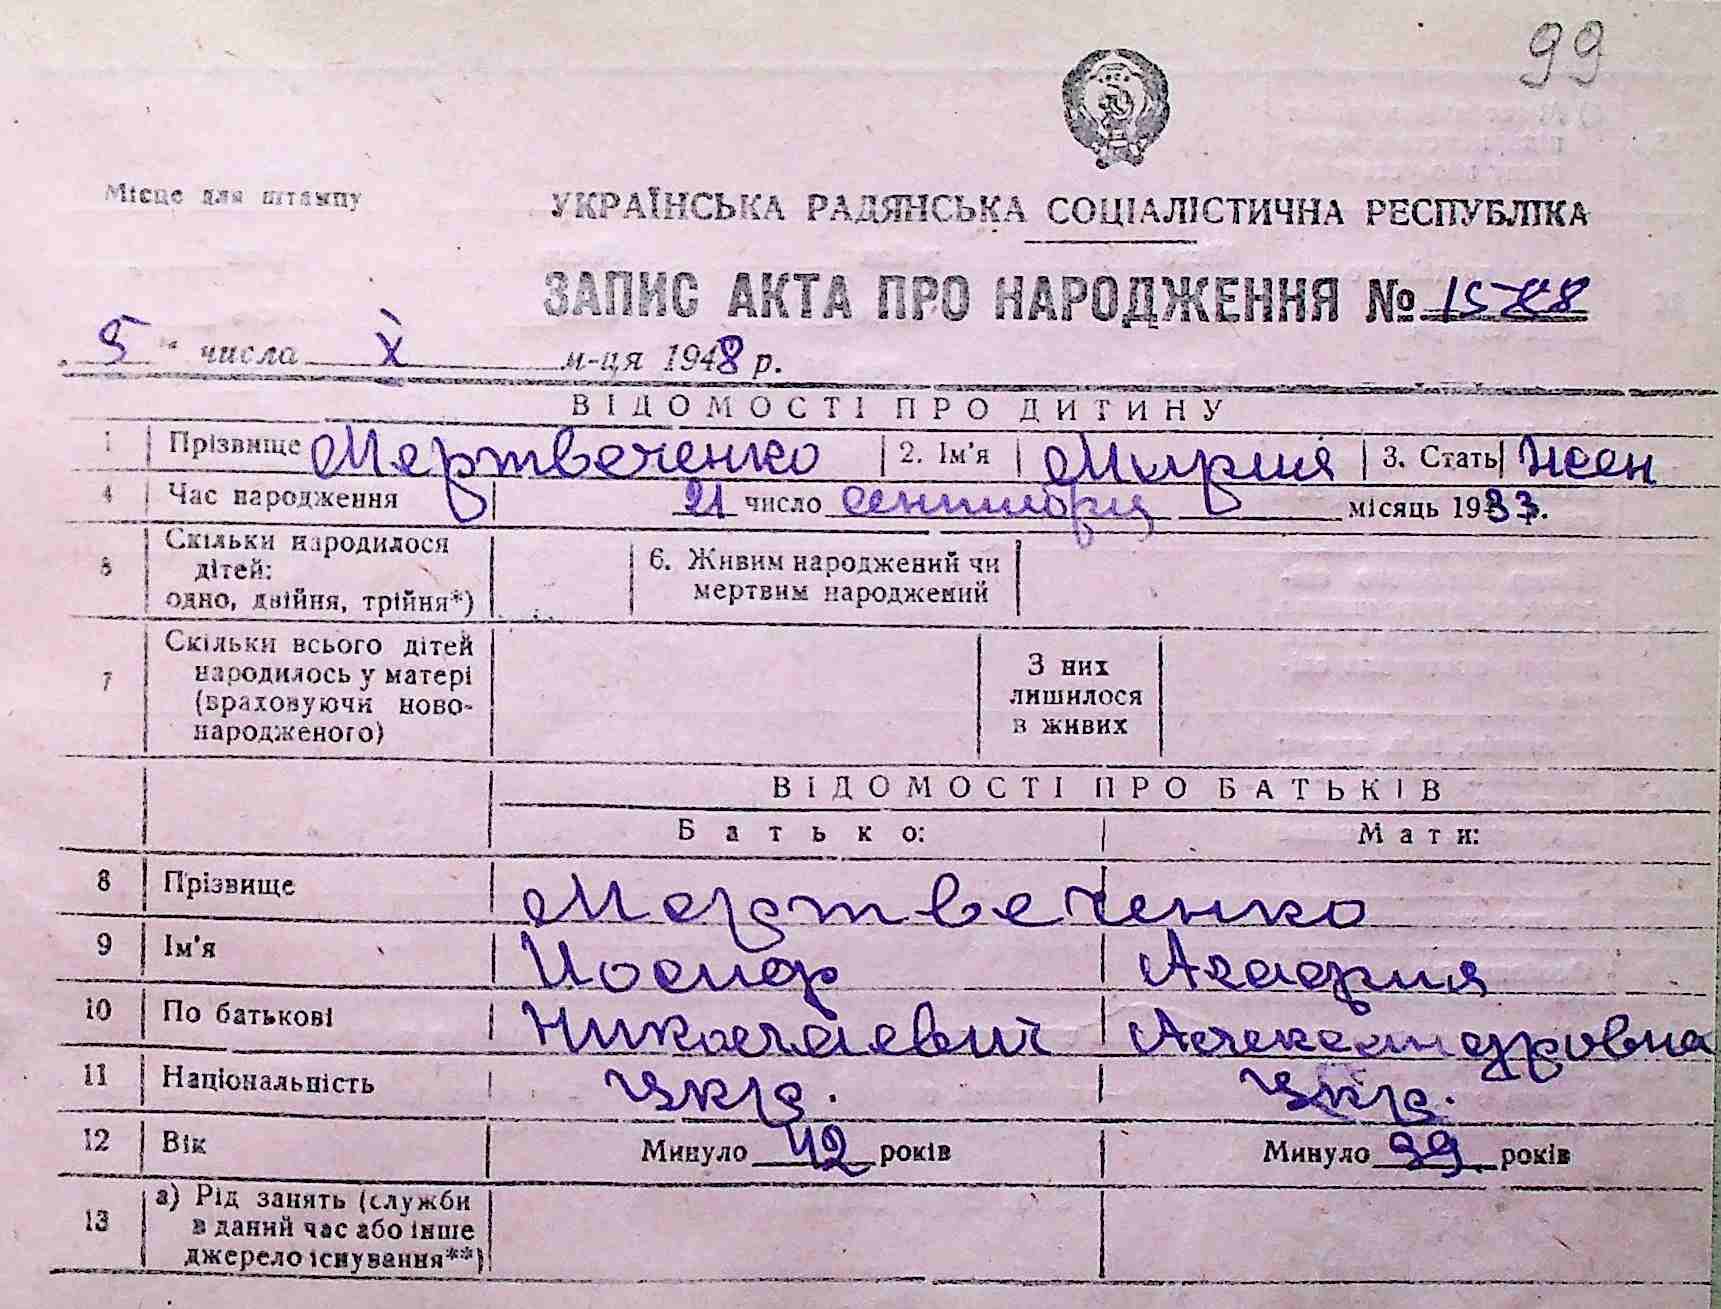 99
Місце для штампу
УКРАЇНСЬКА РАДЯНСЬКА СОЦІАЛІСТИЧНА РЕСПУБЛІКА
ЗАПИС АКТА ПРО НАРОДЖЕННЯ № 1588
„ 5 " числа X м-ця 1948 р.
ВІДОМОСТІ ПРО ДИТИНУ
1 Прізвище Мертвеченко 2. Ім'я Мария 3. Стать Жен
4 Час народження 21 число сентября місяць 1933.
5 Скільки народилося
дітей:
одно, двійня, трійня*)
6. Живим народжений чи
мертвим народжений
7 Скільки всього дітей
народилось у матері
(враховуючи ново-
народженого)
З них
лишилося
в живих
ВІДОМОСТІ ПРО БАТЬКІВ
Батько: Мати:
8 Прізвище Мертвеченко
9 Ім'я Иосиф Агафия
10 По батькові Николаевич Александровна
11 Національність Укр. Укр.
12 Вік Минуло 42 років Минуло 39 років
13 а) Рід занять (служби
в даний час або інше
джерело існування**)